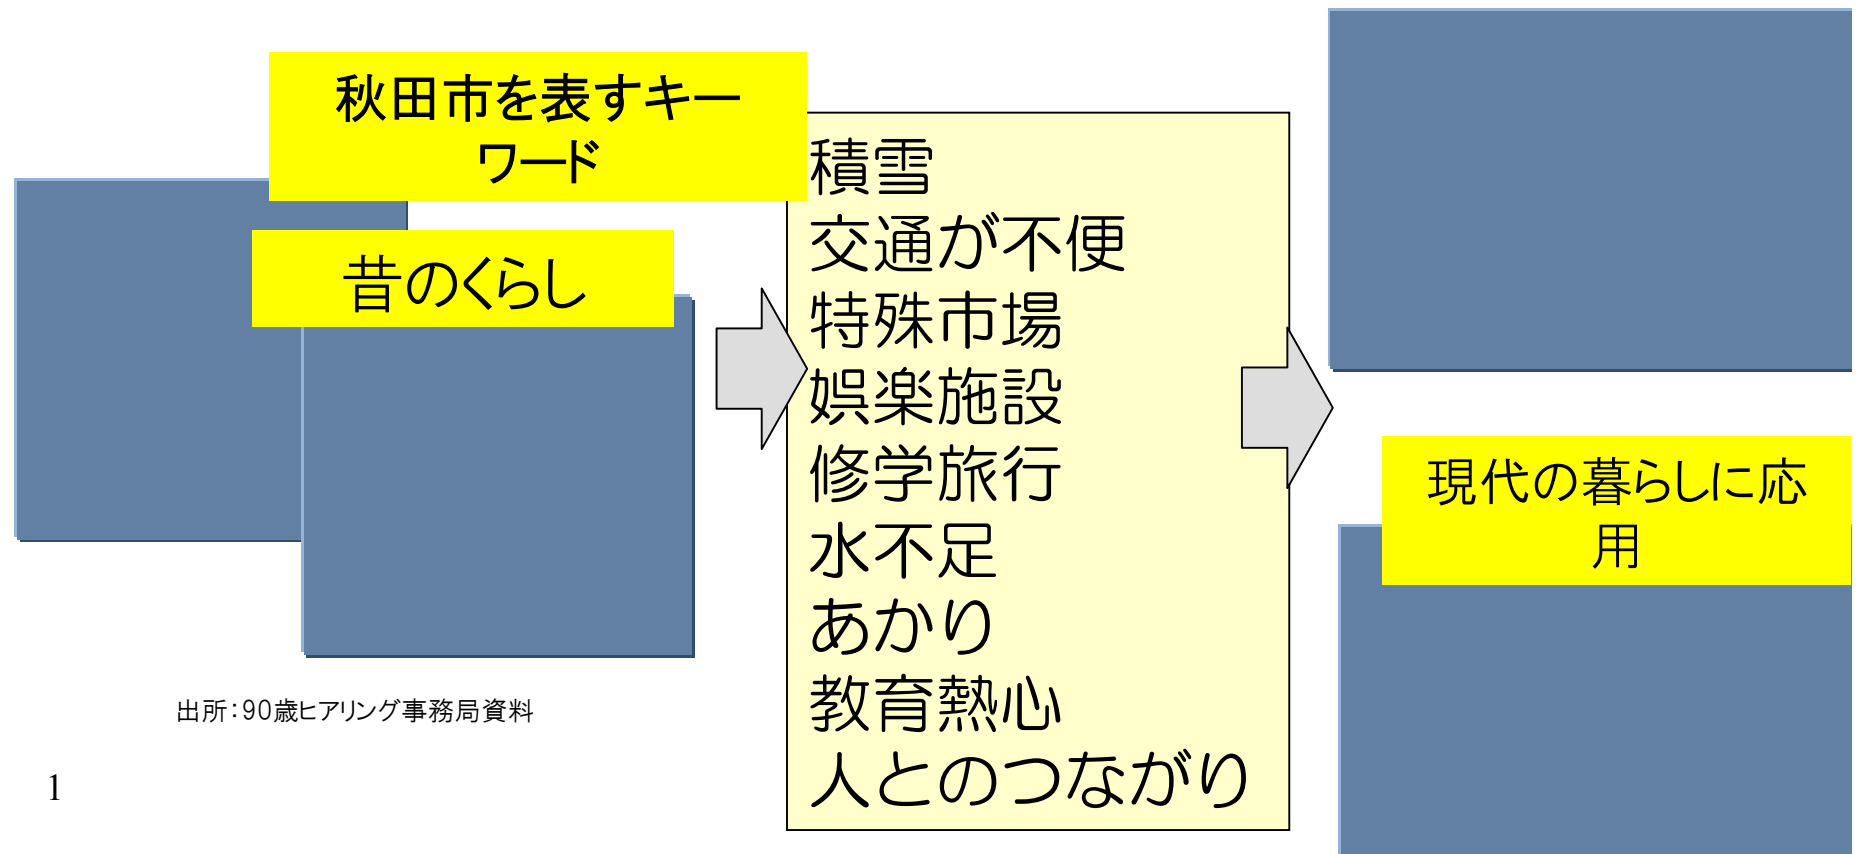 秋田市を表すキー
ワード
昔のくらし
積雪
交通が不便
特殊市場
娯楽施設
修学旅行
水不足
あかり
教育熱心
人とのつながり
現代の暮らしに応
用
出所：90歳ヒアリング事務局資料
1